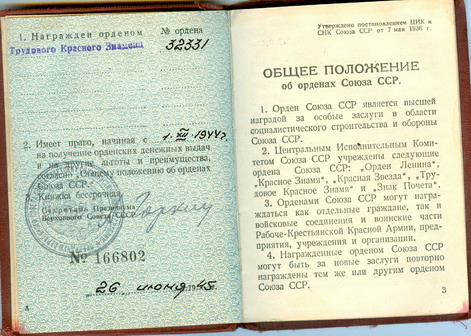 1. Награжден орденом
Трудового Красного Знамени
№ ордена
32331
2. Имеет право, начиная с 1. XII. 1944 г.
на получение орденских денежных выдач
и на другие льготы и преимущества,
согласно „Общему положению об орденах
Союза ССР.“
3. Книжка бессрочная.
Секретарь Президиума
Верховного Совета СССР
№ 166802
26 июня 1945 г.
Утверждено постановлением ЦИК и
СНК Союза ССР от 7 мая 1936 г.
ОБЩЕЕ ПОЛОЖЕНИЕ
об орденах Союза ССР.
1. Орден Союза ССР является высшей
наградой за особые заслуги в области
социалистического строительства и обороны
Союза ССР.
2. Центральным Исполнительным Коми-
тетом Союза ССР учреждены следующие
ордена Союза ССР: „Орден Ленина“,
„Красное Знамя“, „Красная Звезда“, „Тру-
довое Красное Знамя“ и „Знак Почета“.
3. Орденами Союза ССР могут награ-
ждаться как отдельные граждане, так и
войсковые соединения и воинские части
Рабоче-Крестьянской Красной Армии, пред-
приятия, учреждения и организации.
4. Награжденные орденом Союза ССР
могут быть за новые заслуги повторно
награждены тем же или другим орденом
Союза ССР.
3